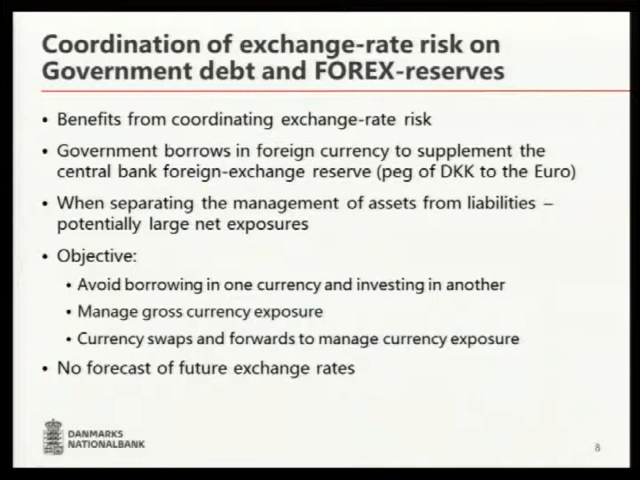 Coordination of exchange-rate risk on
Government debt and FOREX-reserves
• Benefits from coordinating exchange-rate risk
• Government borrows in foreign currency to supplement the
central bank foreign-exchange reserve (peg of DKK to the Euro)
• When separating the management of assets from liabilities –
potentially large net exposures
• Objective:
• Avoid borrowing in one currency and investing in another
• Manage gross currency exposure
• Currency swaps and forwards to manage currency exposure
• No forecast of future exchange rates
DANMARKS
NATIONALBANK
8